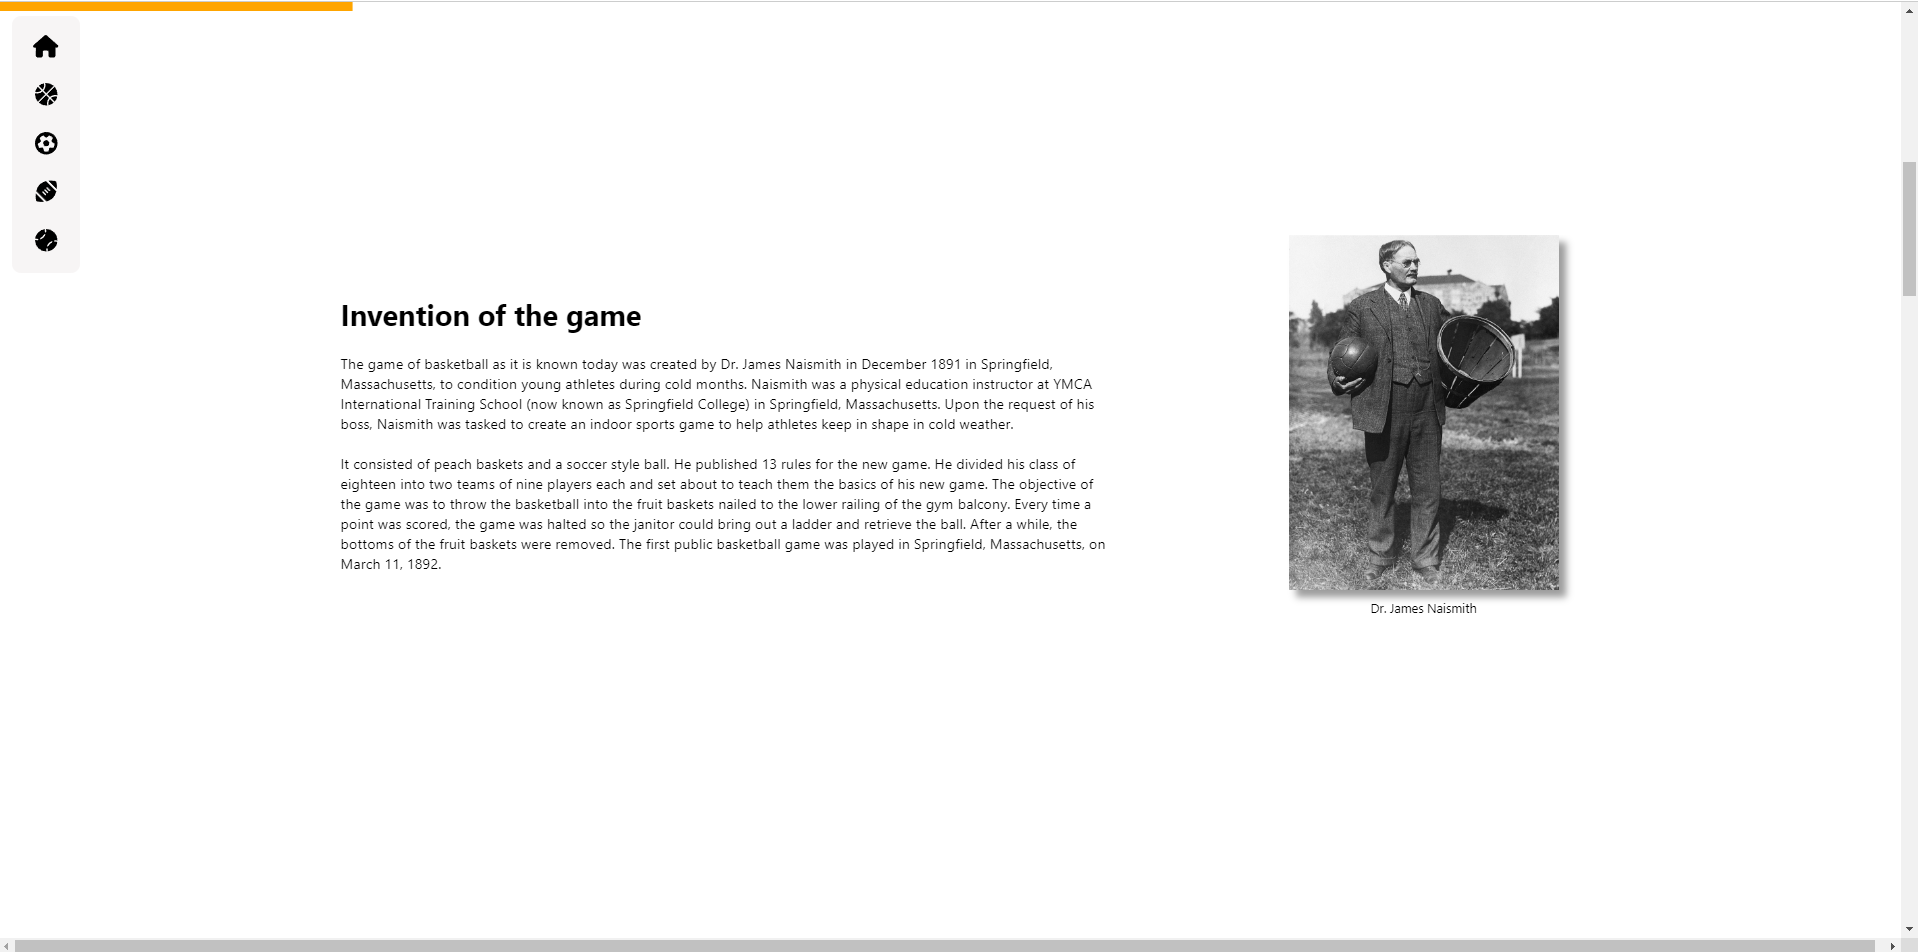 Invention of the game
The game of basketball as it is known today was created by Dr. James Naismith in December 1891 in Springfield,
Massachusetts, to condition young athletes during cold months. Naismith was a physical education instructor at YMCA
International Training School (now known as Springfield College) in Springfield, Massachusetts. Upon the request of his
boss, Naismith was tasked to create an indoor sports game to help athletes keep in shape in cold weather.
It consisted of peach baskets and a soccer style ball. He published 13 rules for the new game. He divided his class of
eighteen into two teams of nine players each and set about to teach them the basics of his new game. The objective of
the game was to throw the basketball into the fruit baskets nailed to the lower railing of the gym balcony. Every time a
point was scored, the game was halted so the janitor could bring out a ladder and retrieve the ball. After a while, the
bottoms of the fruit baskets were removed. The first public basketball game was played in Springfield, Massachusetts, on
March 11, 1892.
Dr. James Naismith